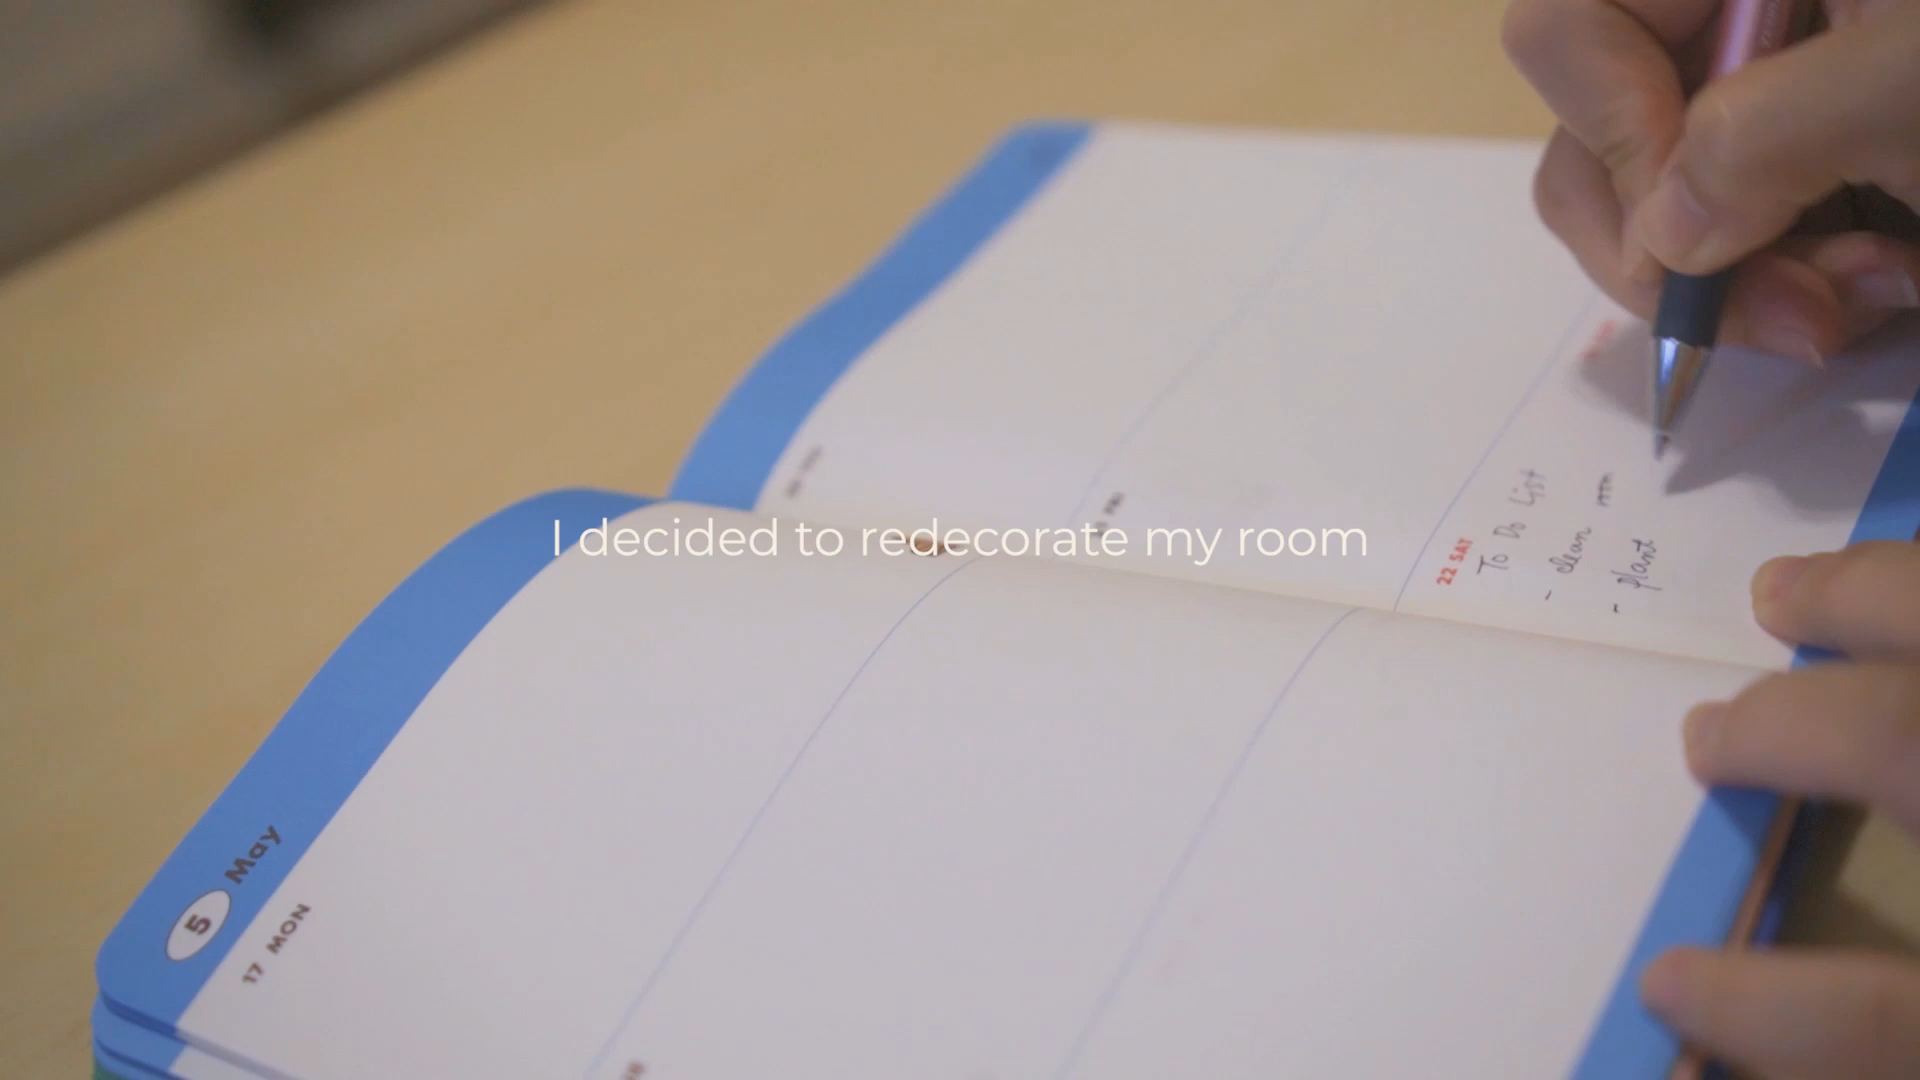 I decided to redecorate my room
5 May
17 MON
22 SAT
To Do List
- clean
- plant